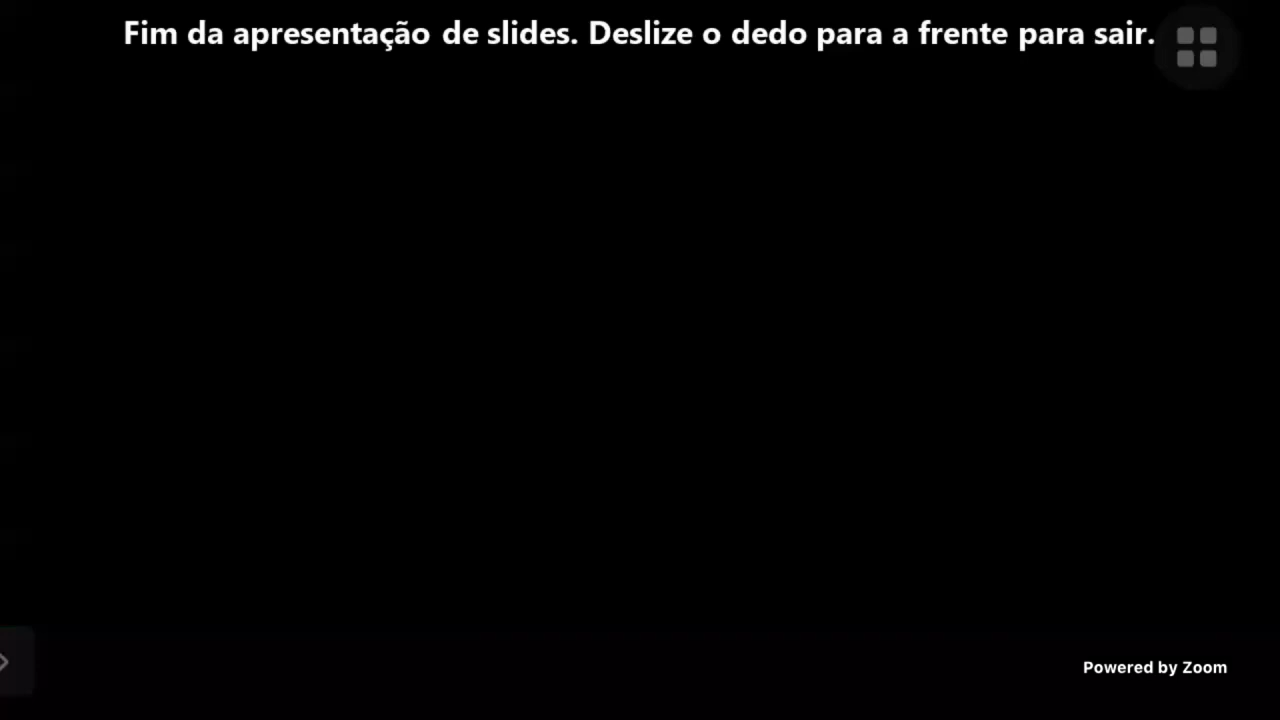 Fim da apresentação de slides. Deslize o dedo para a frente para sair.
Powered by Zoom